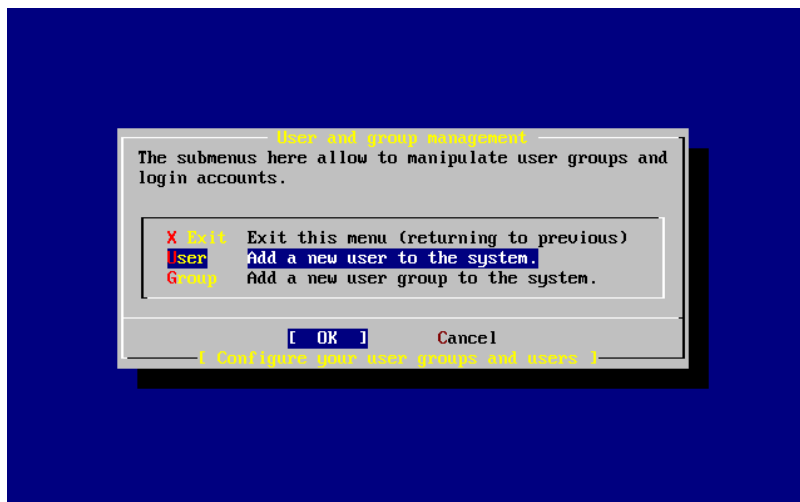 User and group management
The submenus here allow to manipulate user groups and
login accounts.
X Exit Exit this menu (returning to previous)
User Add a new user to the system.
Group Add a new user group to the system.
[ OK ] Cancel
[ Configure your user groups and users ]